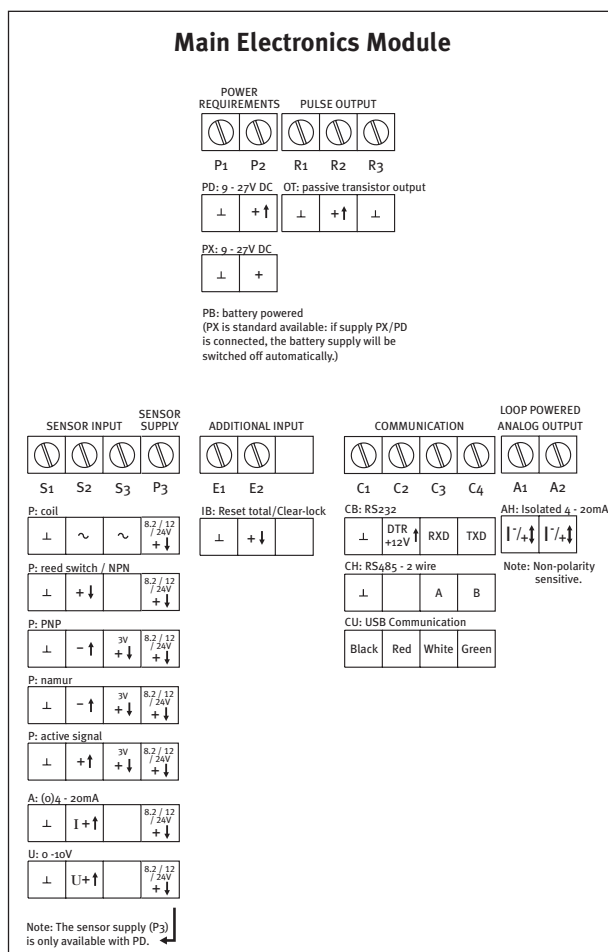 Main Electronics Module
POWER
REQUIREMENTS
PULSE OUTPUT
P1 P2 R1 R2 R3
PD: 9 - 27V DC
OT: passive transistor output
⊥ +↑ ⊥ +↑ ⊥
PX: 9 - 27V DC
⊥ +
PB: battery powered
(PX is standard available: if supply PX/PD
is connected, the battery supply will be
switched off automatically.)
SENSOR INPUT
SENSOR
SUPPLY
S1 S2 S3 P3
P: coil
⊥ ~ ~ 8.2 / 12 / 24V +↓
P: reed switch / NPN
⊥ +↓ 8.2 / 12 / 24V +↓
P: PNP
⊥ -↑ 3V +↓ 8.2 / 12 / 24V +↓
P: namur
⊥ -↑ 3V +↓ 8.2 / 12 / 24V +↓
P: active signal
⊥ +↑ 3V +↓ 8.2 / 12 / 24V +↓
A: (0)4 - 20mA
⊥ I+↑ 8.2 / 12 / 24V +↓
U: 0 -10V
⊥ U+↑ 8.2 / 12 / 24V +↓
Note: The sensor supply (P3)
is only available with PD.
ADDITIONAL INPUT
E1 E2
IB: Reset total/Clear-lock
⊥ +↓
COMMUNICATION
C1 C2 C3 C4
CB: RS232
⊥ DTR +12V↑ RXD TXD
CH: RS485 - 2 wire
⊥ A B
CU: USB Communication
Black Red White Green
LOOP POWERED
ANALOG OUTPUT
A1 A2
AH: Isolated 4 - 20mA
I-/+↕ I-/+↕
Note: Non-polarity
sensitive.